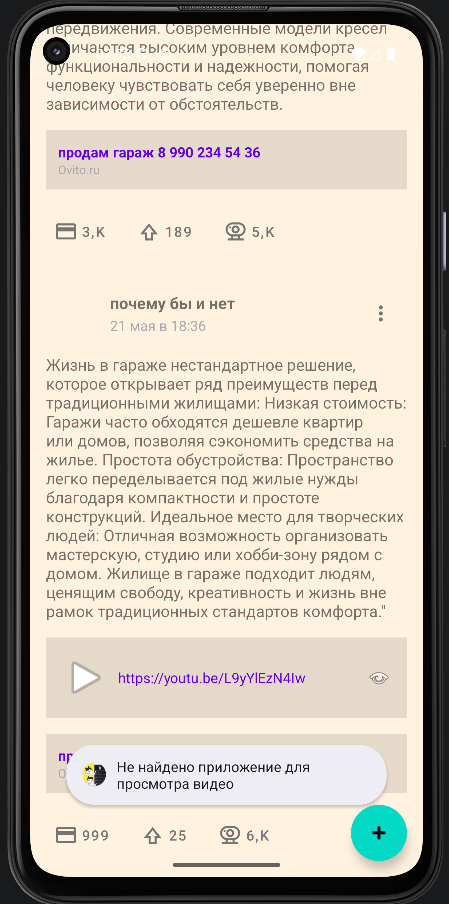 передвижения. Современные модели кресел
отличаются высоким уровнем комфорта,
функциональности и надежности, помогая
человеку чувствовать себя уверенно вне
зависимости от обстоятельств.
продам гараж 8 990 234 54 36
Ovito.ru
3,K 189 5,K
почему бы и нет
21 мая в 18:36
Жизнь в гараже нестандартное решение,
которое открывает ряд преимуществ перед
традиционными жилищами: Низкая стоимость:
Гаражи часто обходятся дешевле квартир
или домов, позволяя сэкономить средства на
жилье. Простота обустройства: Пространство
легко переделывается под жилые нужды
благодаря компактности и простоте
конструкций. Идеальное место для творческих
людей: Отличная возможность организовать
мастерскую, студию или хобби-зону рядом с
домом. Жилище в гараже подходит людям,
ценящим свободу, креативность и жизнь вне
рамок традиционных стандартов комфорта."
https://youtu.be/L9yYlEzN4Iw
Не найдено приложение для
просмотра видео
999 25 6,K
+